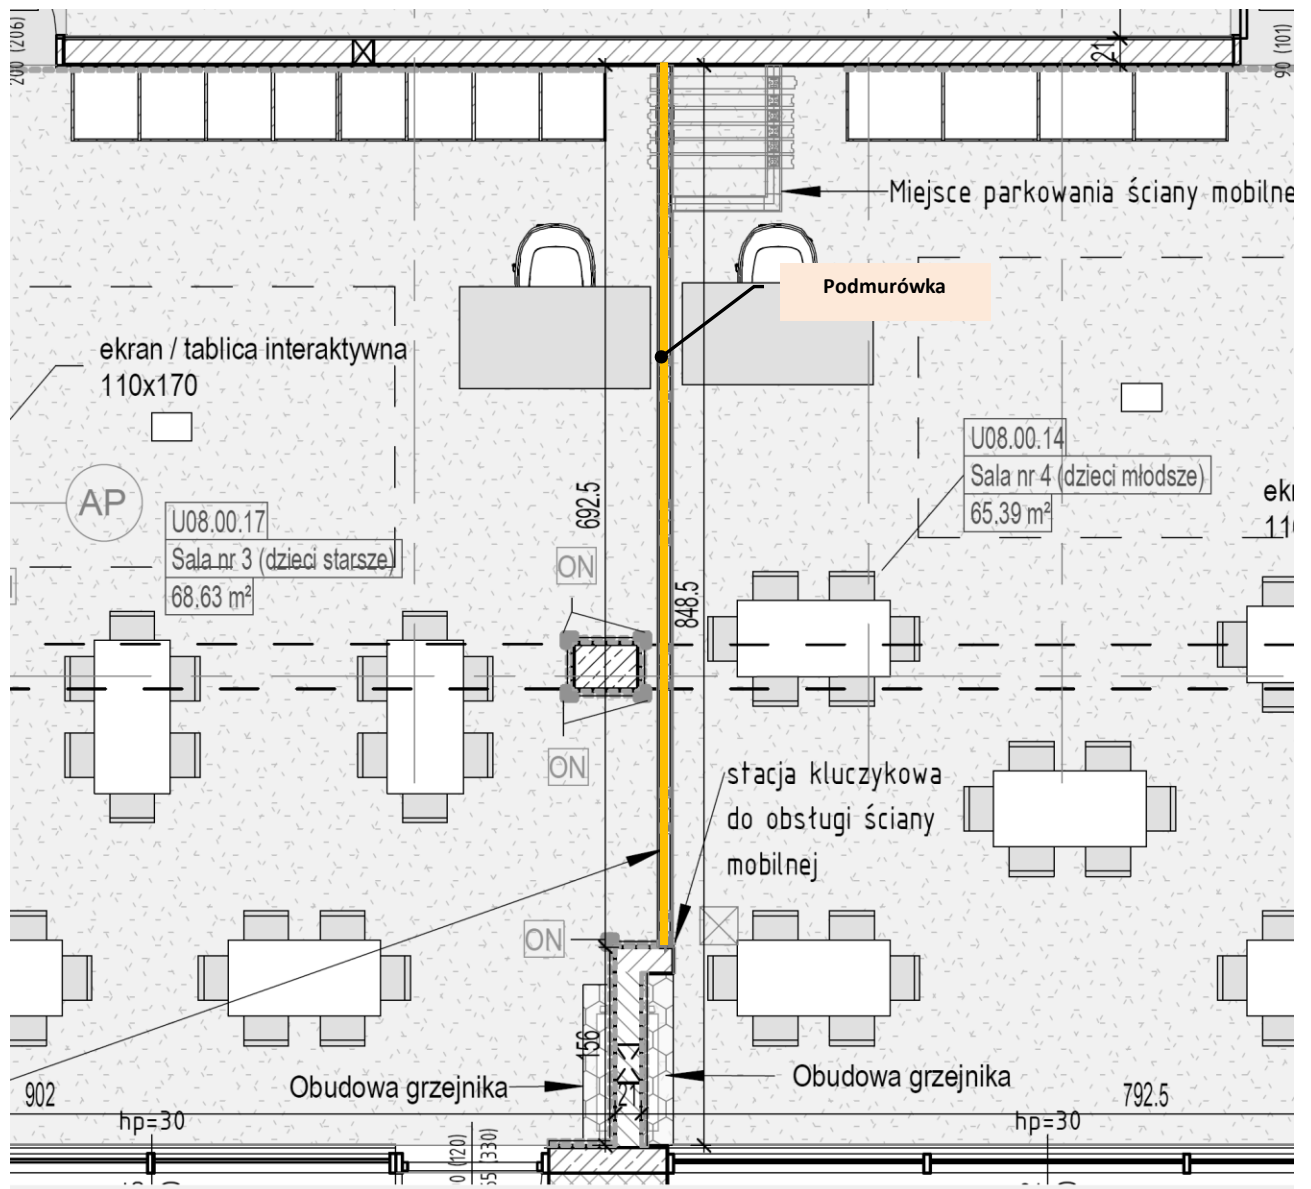 200 (206)
21
90 (101)
Miejsce parkowania ściany mobilne
Podmurówka
ekran / tablica interaktywna
110x170
AP
U08.00.17
Sala nr 3 (dzieci starsze)
68,63 m²
692.5
848.5
U08.00.14
Sala nr 4 (dzieci młodsze)
65,39 m²
ON
ON
stacja kluczykowa
do obsługi ściany
mobilnej
ON
156
21
Obudowa grzejnika
Obudowa grzejnika
902
792.5
hp=30
hp=30